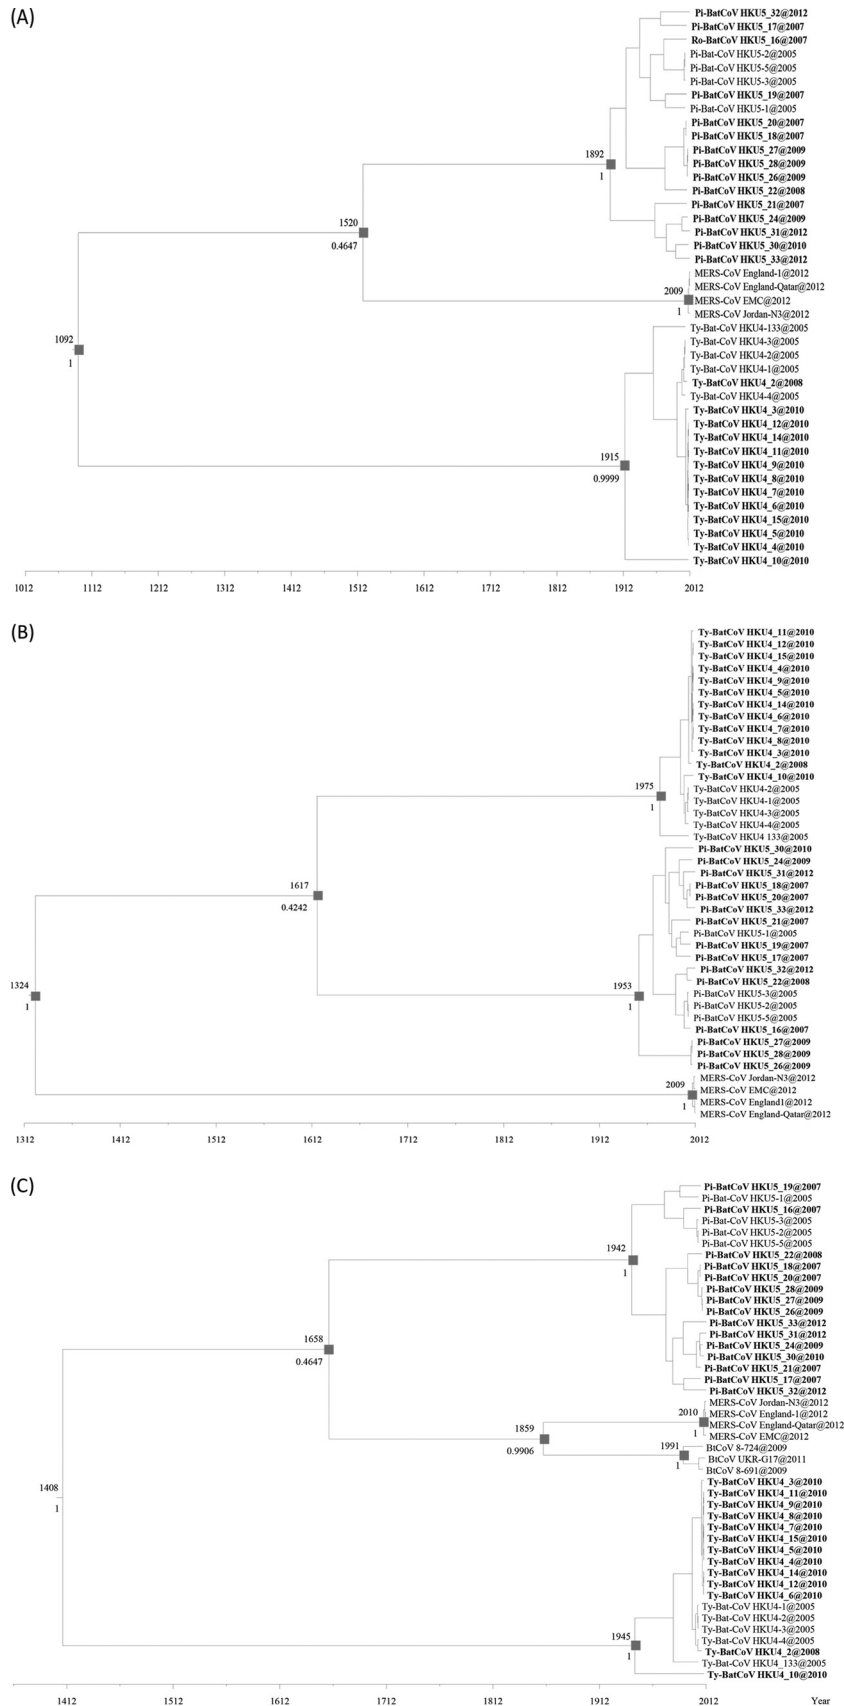 (A)
Pi-BatCoV HKU5_32@2012
Pi-BatCoV HKU5_17@2007
Ro-BatCoV HKU5_16@2007
Pi-Bat-CoV HKU5-2@2005
Pi-Bat-CoV HKU5-5@2005
Pi-Bat-CoV HKU5-3@2005
Pi-BatCoV HKU5_19@2007
Pi-Bat-CoV HKU5-1@2005
Pi-BatCoV HKU5_20@2007
Pi-BatCoV HKU5_18@2007
1892
Pi-BatCoV HKU5_27@2009
Pi-BatCoV HKU5_28@2009
1
Pi-BatCoV HKU5_26@2009
Pi-BatCoV HKU5_22@2008
Pi-BatCoV HKU5_21@2007
1520
Pi-BatCoV HKU5_24@2009
Pi-BatCoV HKU5_31@2012
0.4647
Pi-BatCoV HKU5_30@2010
Pi-BatCoV HKU5_33@2012
MERS-CoV England-1@2012
2009
MERS-CoV England-Qatar@2012
MERS-CoV EMC@2012
1
MERS-CoV Jordan-N3@2012
Ty-Bat-CoV HKU4-133@2005
1092
Ty-Bat-CoV HKU4-3@2005
Ty-Bat-CoV HKU4-2@2005
1
Ty-Bat-CoV HKU4-1@2005
Ty-BatCoV HKU4_2@2008
Ty-Bat-CoV HKU4-4@2005
Ty-BatCoV HKU4_3@2010
Ty-BatCoV HKU4_12@2010
Ty-BatCoV HKU4_14@2010
1915
Ty-BatCoV HKU4_11@2010
Ty-BatCoV HKU4_9@2010
0.9999
Ty-BatCoV HKU4_8@2010
Ty-BatCoV HKU4_7@2010
Ty-BatCoV HKU4_6@2010
Ty-BatCoV HKU4_15@2010
Ty-BatCoV HKU4_5@2010
Ty-BatCoV HKU4_4@2010
Ty-BatCoV HKU4_10@2010
1012 1112 1212 1312 1412 1512 1612 1712 1812 1912 2012
(B)
Ty-BatCoV HKU4_11@2010
Ty-BatCoV HKU4_12@2010
Ty-BatCoV HKU4_15@2010
Ty-BatCoV HKU4_4@2010
Ty-BatCoV HKU4_9@2010
Ty-BatCoV HKU4_5@2010
Ty-BatCoV HKU4_14@2010
Ty-BatCoV HKU4_6@2010
Ty-BatCoV HKU4_7@2010
Ty-BatCoV HKU4_8@2010
Ty-BatCoV HKU4_3@2010
Ty-BatCoV HKU4_2@2008
Ty-BatCoV HKU4_10@2010
1975
Ty-BatCoV HKU4-2@2005
Ty-BatCoV HKU4-1@2005
1
Ty-BatCoV HKU4-3@2005
Ty-BatCoV HKU4-4@2005
Ty-BatCoV HKU4 133@2005
Pi-BatCoV HKU5_30@2010
Pi-BatCoV HKU5_24@2009
Pi-BatCoV HKU5_31@2012
1617
Pi-BatCoV HKU5_18@2007
Pi-BatCoV HKU5_20@2007
0.4242
Pi-BatCoV HKU5_33@2012
Pi-BatCoV HKU5_21@2007
Pi-BatCoV HKU5-1@2005
Pi-BatCoV HKU5_19@2007
Pi-BatCoV HKU5_17@2007
Pi-BatCoV HKU5_32@2012
1324
1953
Pi-BatCoV HKU5_22@2008
Pi-BatCoV HKU5-3@2005
1
1
Pi-BatCoV HKU5-2@2005
Pi-BatCoV HKU5-5@2005
Pi-BatCoV HKU5_16@2007
Pi-BatCoV HKU5_27@2009
Pi-BatCoV HKU5_28@2009
Pi-BatCoV HKU5_26@2009
MERS-CoV Jordan-N3@2012
2009
MERS-CoV EMC@2012
1
MERS-CoV England1@2012
MERS-CoV England-Qatar@2012
1312 1412 1512 1612 1712 1812 1912 2012
(C)
Pi-BatCoV HKU5_19@2007
Pi-Bat-CoV HKU5-1@2005
Pi-BatCoV HKU5_16@2007
Pi-Bat-CoV HKU5-3@2005
Pi-Bat-CoV HKU5-2@2005
Pi-Bat-CoV HKU5-5@2005
1942
Pi-BatCoV HKU5_22@2008
Pi-BatCoV HKU5_18@2007
1
Pi-BatCoV HKU5_20@2007
Pi-BatCoV HKU5_28@2009
Pi-BatCoV HKU5_27@2009
Pi-BatCoV HKU5_26@2009
Pi-BatCoV HKU5_33@2012
1658
Pi-BatCoV HKU5_31@2012
Pi-BatCoV HKU5_24@2009
0.4647
Pi-BatCoV HKU5_30@2010
Pi-BatCoV HKU5_21@2007
Pi-BatCoV HKU5_17@2007
Pi-BatCoV HKU5_32@2012
MERS-CoV Jordan-N3@2012
2010
MERS-CoV England-1@2012
1859
MERS-CoV England-Qatar@2012
1
MERS-CoV EMC@2012
1991
BtCoV 8-724@2009
0.9906
BtCoV UKR-G17@2011
1
BtCoV 8-691@2009
Ty-BatCoV HKU4_3@2010
1408
Ty-BatCoV HKU4_11@2010
Ty-BatCoV HKU4_9@2010
1
Ty-BatCoV HKU4_8@2010
Ty-BatCoV HKU4_7@2010
Ty-BatCoV HKU4_15@2010
Ty-BatCoV HKU4_5@2010
Ty-BatCoV HKU4_4@2010
Ty-BatCoV HKU4_14@2010
Ty-BatCoV HKU4_12@2010
Ty-BatCoV HKU4_6@2010
Ty-Bat-CoV HKU4-1@2005
Ty-Bat-CoV HKU4-2@2005
Ty-Bat-CoV HKU4-3@2005
1945
Ty-Bat-CoV HKU4-4@2005
Ty-BatCoV HKU4_2@2008
1
Ty-BatCoV HKU4_133@2005
Ty-BatCoV HKU4_10@2010
1412 1512 1612 1712 1812 1912 2012 Year